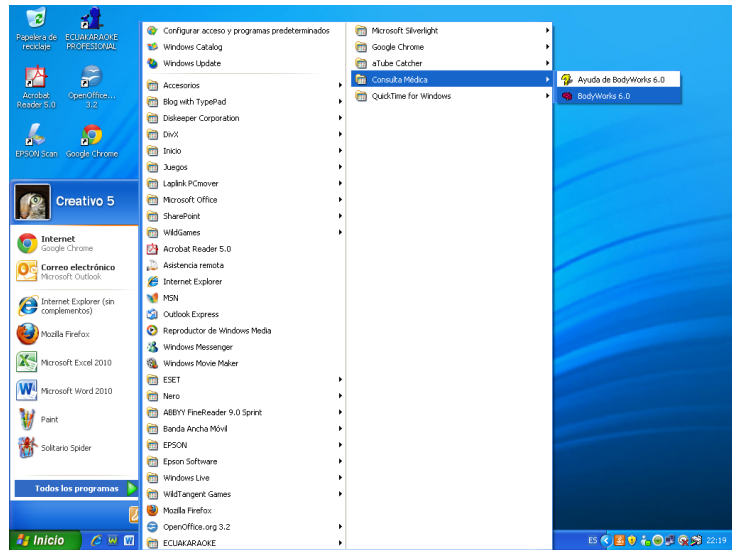 Papelera de
reciclaje
ECUAKARAOKE
PROFESIONAL
Acrobat
Reader 5.0
OpenOffice....
3.2
EPSON Scan
Google Chrome
Creativo 5
Internet
Google Chrome
Correo electrónico
Microsoft Outlook
Internet Explorer (sin
complementos)
Mozilla Firefox
Microsoft Excel 2010
Microsoft Word 2010
Paint
Solitario Spider
Todos los programas
Configurar acceso y programas predeterminados
Windows Catalog
Windows Update
Accesorios
Blog with TypePad
Diskeeper Corporation
DivX
Inicio
Juegos
Laplink PCmover
Microsoft Office
SharePoint
WildGames
Acrobat Reader 5.0
Asistencia remota
Internet Explorer
MSN
Outlook Express
Reproductor de Windows Media
Windows Messenger
Windows Movie Maker
ESET
Nero
ABBYY FineReader 9.0 Sprint
Banda Ancha Móvil
EPSON
Epson Software
Windows Live
WildTangent Games
Mozilla Firefox
OpenOffice.org 3.2
ECUAKARAOKE
Microsoft Silverlight
Google Chrome
aTube Catcher
Consulta Médica
QuickTime for Windows
Ayuda de BodyWorks 6.0
BodyWorks 6.0
Inicio
ES
22:19